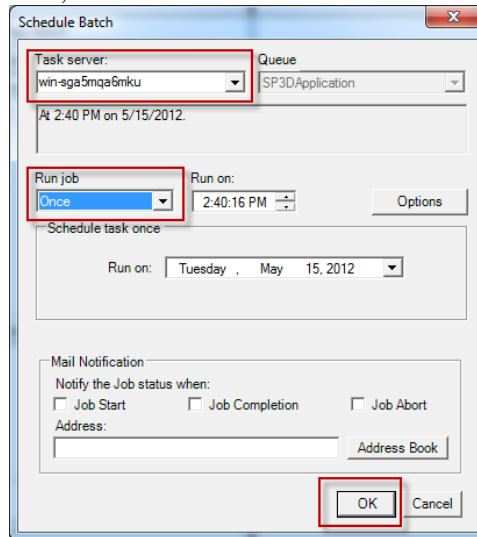 Schedule Batch
Task server: Queue
win-sga5mqa6mku SP3DApplication
At 2:40 PM on 5/15/2012.
Run job Run on:
Once 2:40:16 PM Options
Schedule task once
Run on: Tuesday , May 15, 2012
Mail Notification
Notify the Job status when:
Job Start Job Completion Job Abort
Address:
Address Book
OK Cancel